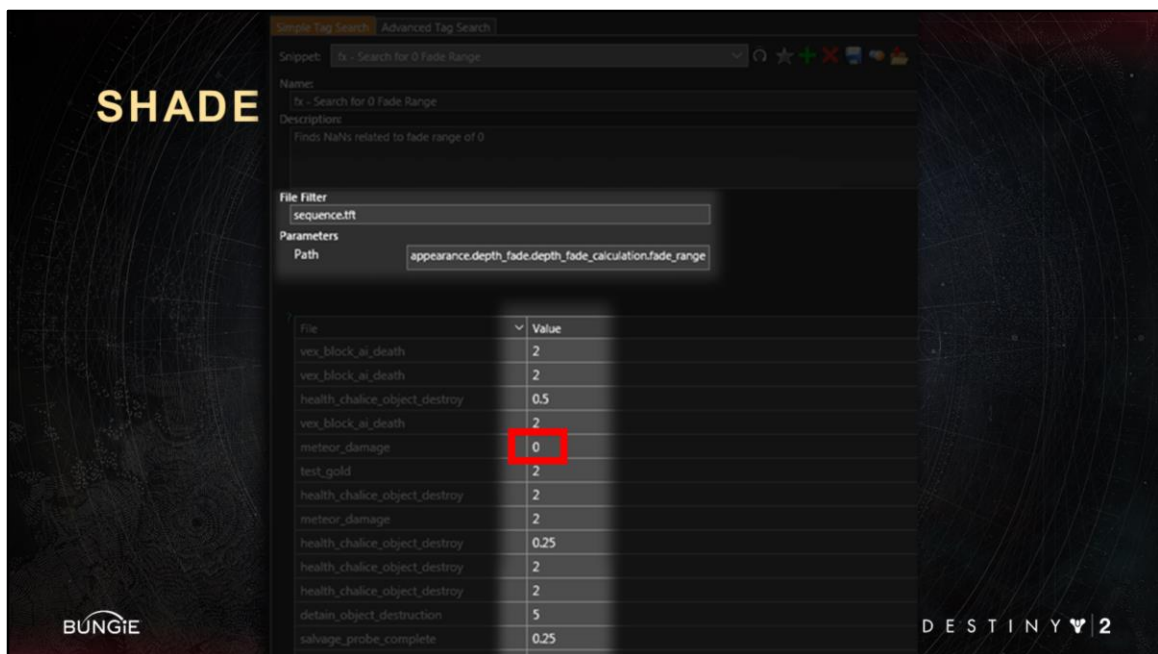 Simple Tag Search Advanced Tag Search
Snippet: fx - Search for 0 Fade Range
Name:
fx - Search for 0 Fade Range
SHADE
Description:
Finds NaNs related to fade range of 0
File Filter
sequence.tft
Parameters
Path appearance.depth_fade.depth_fade_calculation.fade_range
File Value
vex_block_ai_death 2
vex_block_ai_death 2
health_chalice_object_destroy 0.5
vex_block_ai_death 2
meteor_damage 0
test_gold 2
health_chalice_object_destroy 2
meteor_damage 2
health_chalice_object_destroy 0.25
health_chalice_object_destroy 2
health_chalice_object_destroy 2
detain_object_destruction 5
salvage_probe_complete 0.25
BUNGiE
DESTINY 2